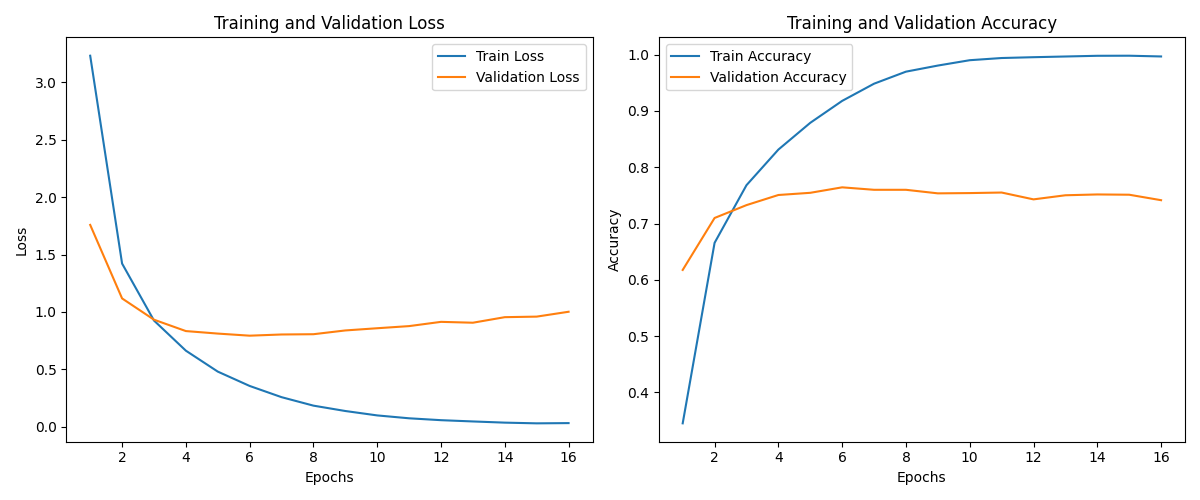 Training and Validation Loss
Train Loss
Validation Loss
3.0
2.5
2.0
1.5
1.0
0.5
0.0
Loss
2 4 6 8 10 12 14 16
Epochs
Training and Validation Accuracy
Train Accuracy
Validation Accuracy
1.0
0.9
0.8
0.7
0.6
0.5
0.4
Accuracy
2 4 6 8 10 12 14 16
Epochs